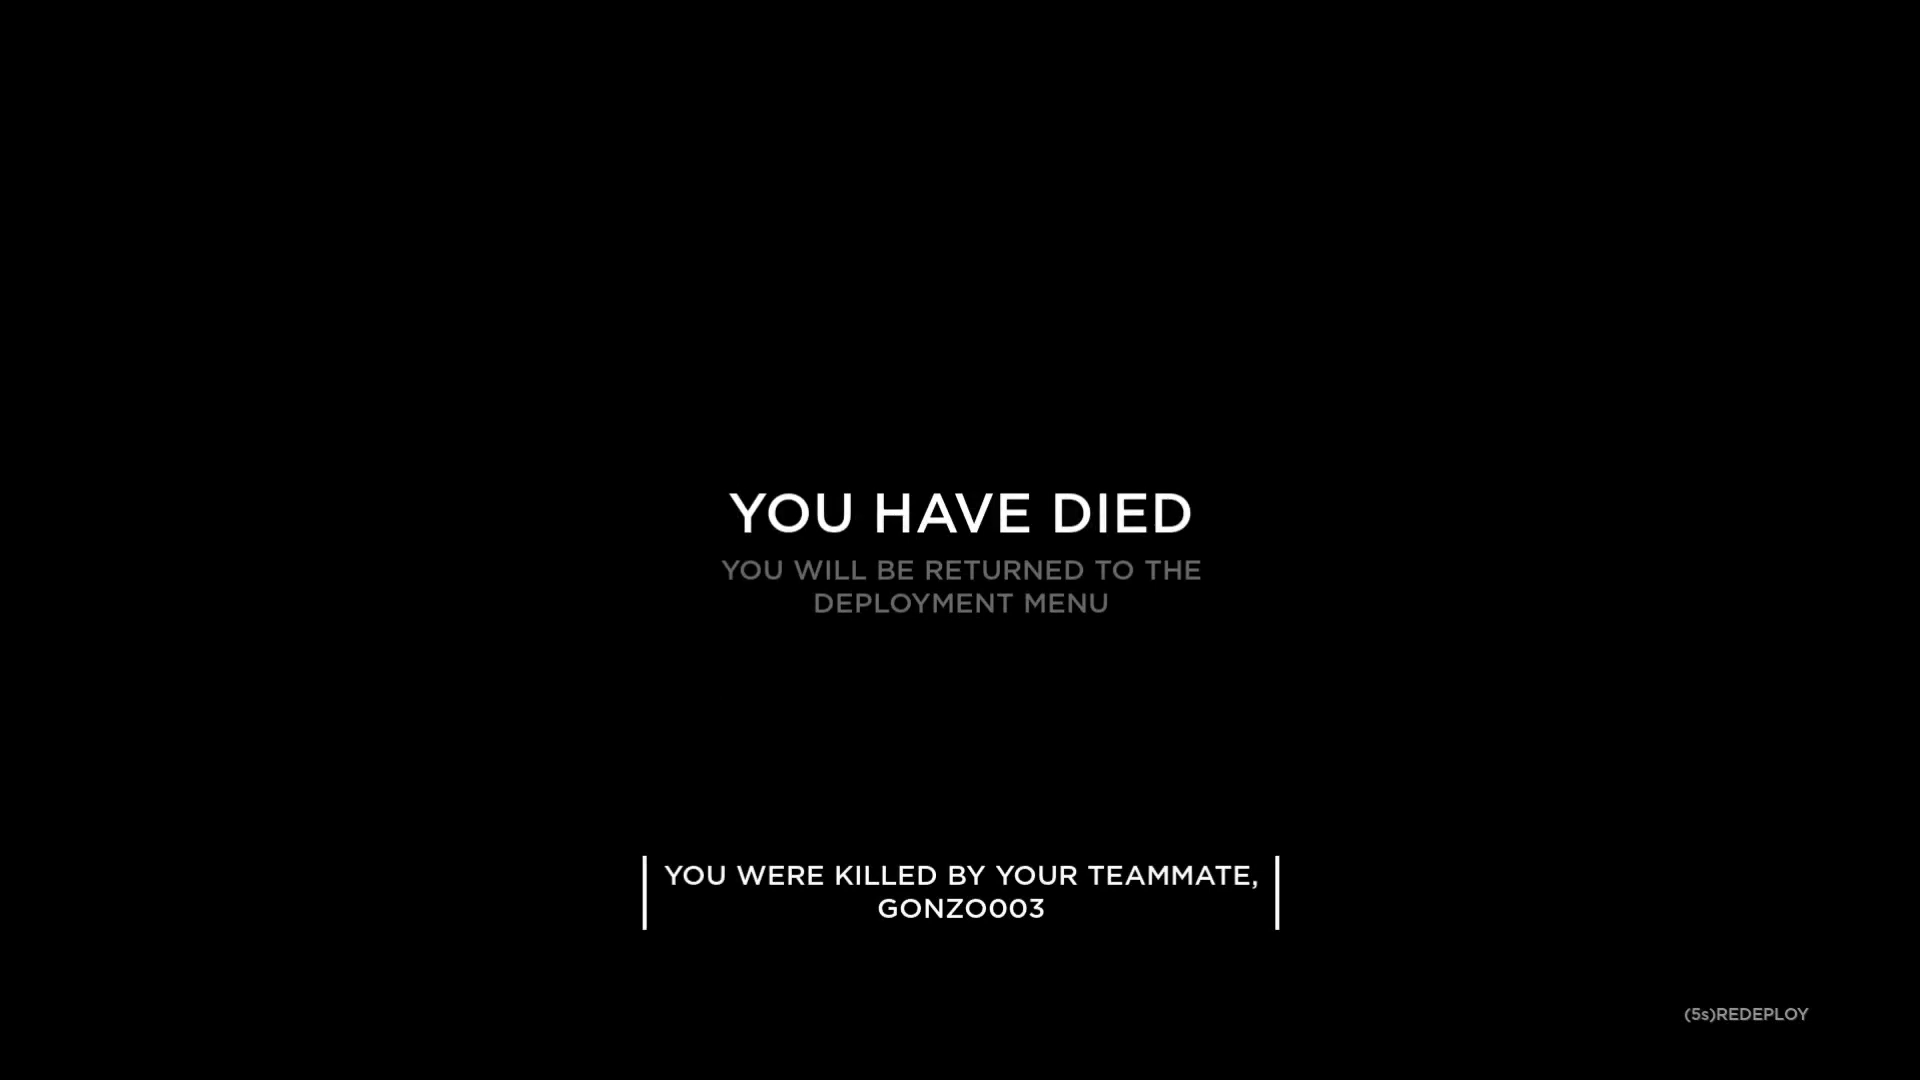 YOU HAVE DIED
YOU WILL BE RETURNED TO THE
DEPLOYMENT MENU
YOU WERE KILLED BY YOUR TEAMMATE,
GONZO003
(5s)REDEPLOY